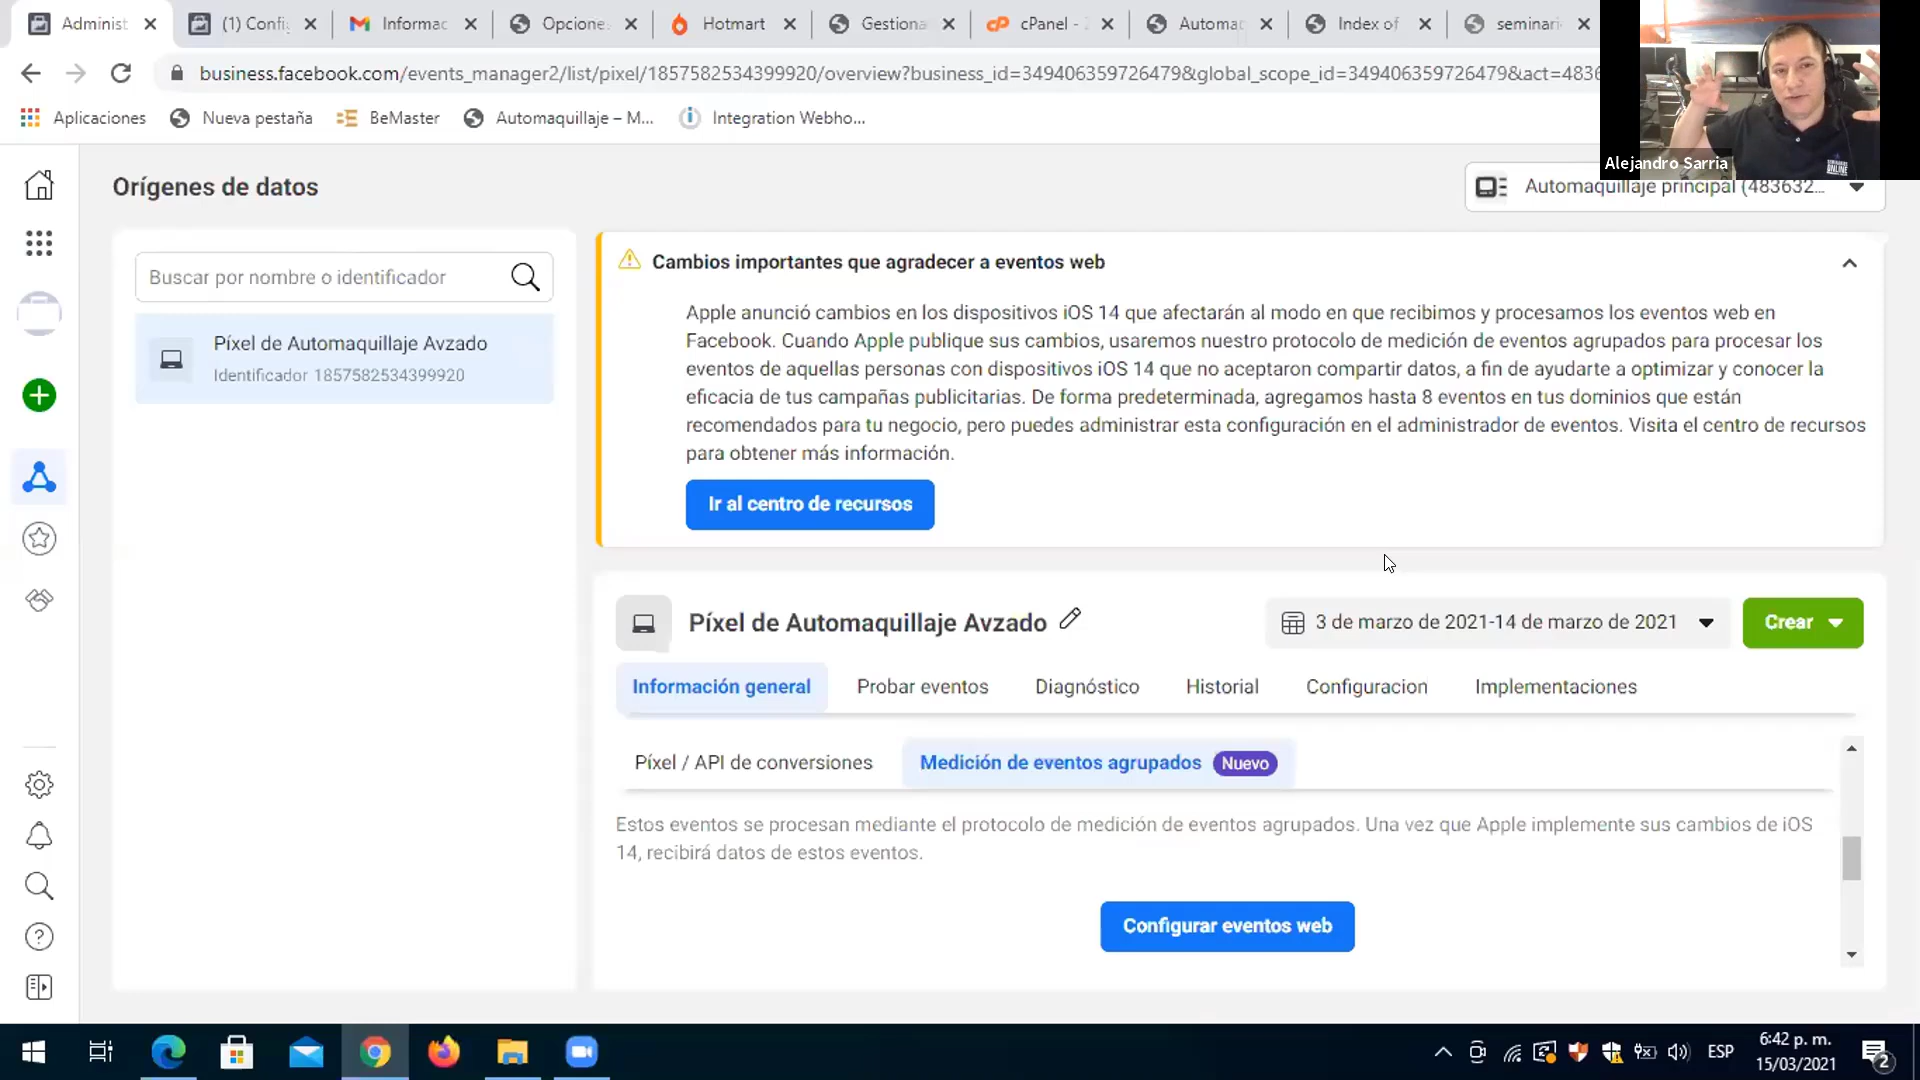 Administ
(1) Config
Informac
Opcione
Hotmart
Gestiona
cPanel -
Automa
Index of
seminari
business.facebook.com/events_manager2/list/pixel/1857582534399920/overview?business_id=349406359726479&global_scope_id=349406359726479&act=4836
Aplicaciones
Nueva pestaña
BeMaster
Automaquillaje – M...
Integration Webho...
Alejandro Sarria
Orígenes de datos
Automaquillaje principal (483632...
Buscar por nombre o identificador
Píxel de Automaquillaje Avzado
Identificador 1857582534399920
Cambios importantes que agradecer a eventos web
Apple anunció cambios en los dispositivos iOS 14 que afectarán al modo en que recibimos y procesamos los eventos web en
Facebook. Cuando Apple publique sus cambios, usaremos nuestro protocolo de medición de eventos agrupados para procesar los
eventos de aquellas personas con dispositivos iOS 14 que no aceptaron compartir datos, a fin de ayudarte a optimizar y conocer la
eficacia de tus campañas publicitarias. De forma predeterminada, agregamos hasta 8 eventos en tus dominios que están
recomendados para tu negocio, pero puedes administrar esta configuración en el administrador de eventos. Visita el centro de recursos
para obtener más información.
Ir al centro de recursos
Píxel de Automaquillaje Avzado
3 de marzo de 2021-14 de marzo de 2021
Crear
Información general
Probar eventos
Diagnóstico
Historial
Configuracion
Implementaciones
Píxel / API de conversiones
Medición de eventos agrupados
Nuevo
Estos eventos se procesan mediante el protocolo de medición de eventos agrupados. Una vez que Apple implemente sus cambios de iOS
14, recibirá datos de estos eventos.
Configurar eventos web
ESP
6:42 p. m.
15/03/2021
2